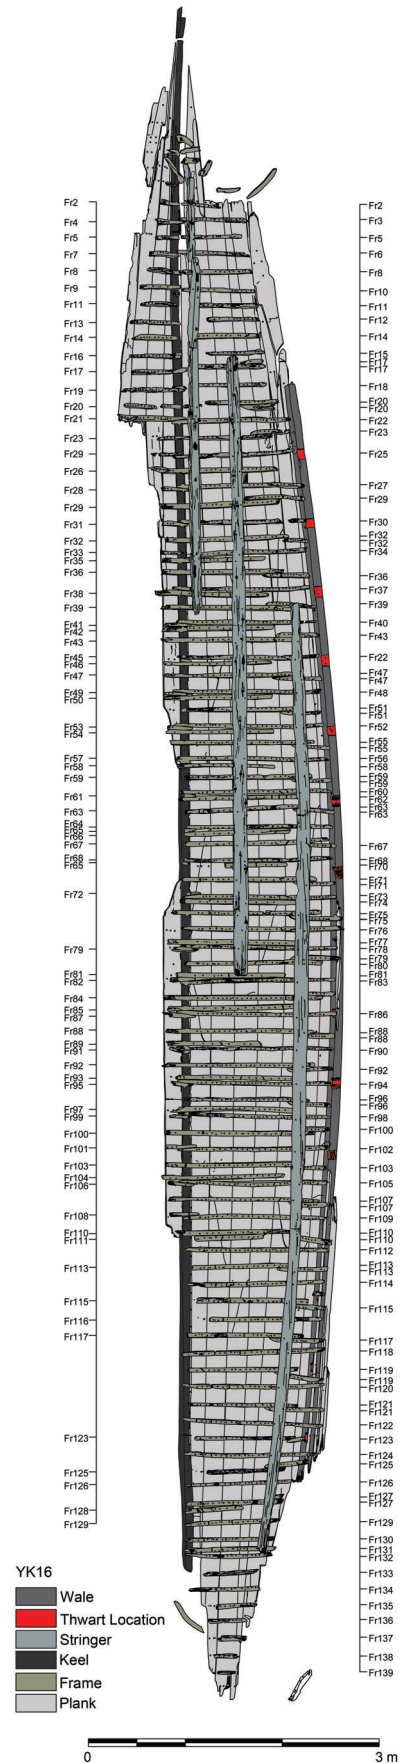 Fr2
Fr4
Fr5
Fr7
Fr8
Fr9
Fr11
Fr13
Fr14
Fr16
Fr17
Fr19
Fr20
Fr21
Fr23
Fr29
Fr26
Fr28
Fr29
Fr31
Fr32
Fr33
Fr35
Fr36
Fr38
Fr39
Fr41
Fr42
Fr43
Fr45
Fr46
Fr47
Fr49
Fr50
Fr53
Fr54
Fr57
Fr58
Fr59
Fr61
Fr63
Fr64
Fr65
Fr66
Fr67
Fr68
Fr65
Fr72
Fr79
Fr81
Fr82
Fr84
Fr85
Fr87
Fr88
Fr89
Fr91
Fr92
Fr93
Fr95
Fr97
Fr99
Fr100
Fr101
Fr103
Fr104
Fr106
Fr108
Fr110
Fr111
Fr113
Fr115
Fr116
Fr117
Fr123
Fr125
Fr126
Fr128
Fr129
Fr2
Fr3
Fr5
Fr6
Fr8
Fr10
Fr11
Fr12
Fr14
Fr15
Fr17
Fr17
Fr18
Fr20
Fr20
Fr22
Fr23
Fr25
Fr27
Fr29
Fr30
Fr32
Fr32
Fr34
Fr36
Fr37
Fr39
Fr40
Fr43
Fr22
Fr47
Fr47
Fr48
Fr51
Fr51
Fr52
Fr55
Fr55
Fr56
Fr58
Fr59
Fr59
Fr60
Fr62
Fr63
Fr63
Fr67
Fr68
Fr70
Fr71
Fr71
Fr73
Fr74
Fr75
Fr75
Fr76
Fr77
Fr78
Fr79
Fr80
Fr81
Fr83
Fr86
Fr88
Fr88
Fr90
Fr92
Fr94
Fr96
Fr96
Fr98
Fr100
Fr102
Fr103
Fr105
Fr107
Fr107
Fr109
Fr110
Fr110
Fr112
Fr113
Fr113
Fr114
Fr115
Fr117
Fr118
Fr119
Fr119
Fr120
Fr121
Fr121
Fr122
Fr123
Fr124
Fr125
Fr126
Fr127
Fr127
Fr129
Fr130
Fr131
Fr132
Fr133
Fr134
Fr135
Fr136
Fr137
Fr138
Fr139
YK16
Wale
Thwart Location
Stringer
Keel
Frame
Plank
0 3 m